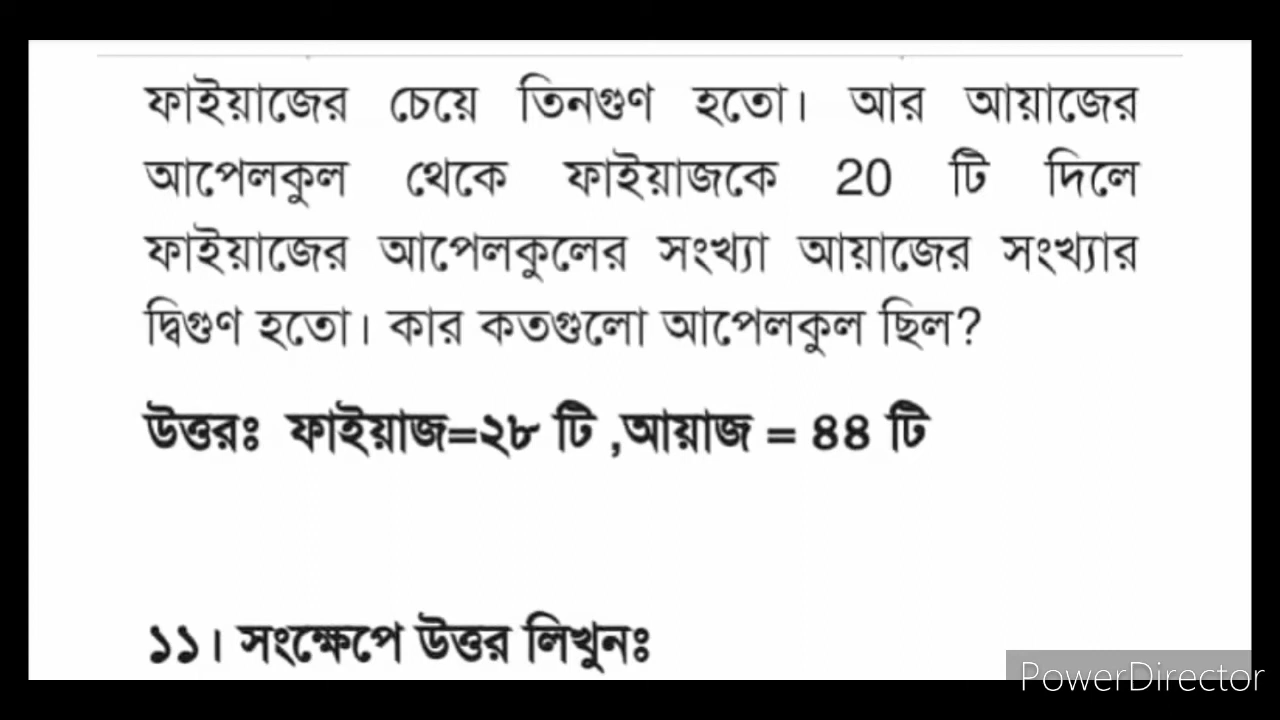 ফাইয়াজের চেয়ে তিনগুণ হতো। আর আয়াজের
আপেলকুল থেকে ফাইয়াজকে 20 টি দিলে
ফাইয়াজের আপেলকুলের সংখ্যা আয়াজের সংখ্যার
দ্বিগুণ হতো। কার কতগুলো আপেলকুল ছিল?
উত্তরঃ ফাইয়াজ=২৮ টি ,আয়াজ = ৪৪ টি
১১। সংক্ষেপে উত্তর লিখুনঃ
PowerDirector